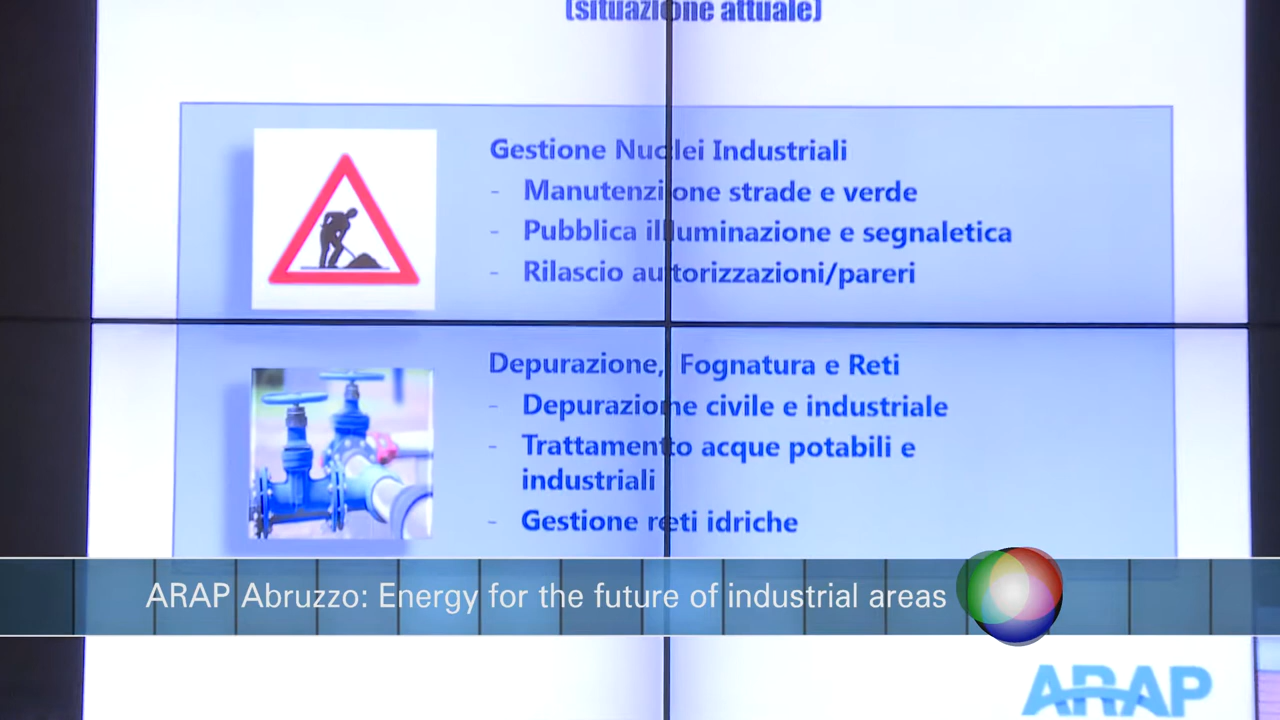 (situazione attuale)
Gestione Nuclei Industriali
- Manutenzione strade e verde
- Pubblica illuminazione e segnaletica
- Rilascio autorizzazioni/pareri
Depurazione, Fognatura e Reti
- Depurazione civile e industriale
- Trattamento acque potabili e
industriali
- Gestione reti idriche
ARAP Abruzzo: Energy for the future of industrial areas
ARAP